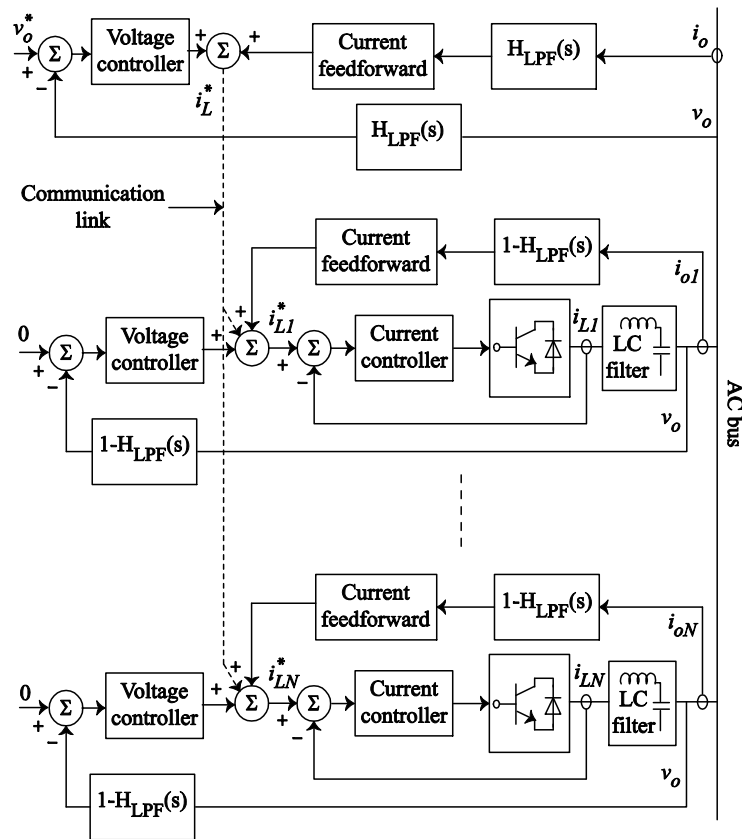 v_o^* + Σ Voltage controller + Σ + Current feedforward H_LPF(s) i_o
−
i_L^*
H_LPF(s) v_o
Communication link
Current feedforward 1-H_LPF(s) i_o1
0 + Σ Voltage controller + + Σ i_L1^* + Σ Current controller i_L1 LC filter
− −
v_o
1-H_LPF(s)
AC bus
Current feedforward 1-H_LPF(s) i_oN
0 + Σ Voltage controller + + Σ i_LN^* + Σ Current controller i_LN LC filter
− −
v_o
1-H_LPF(s)